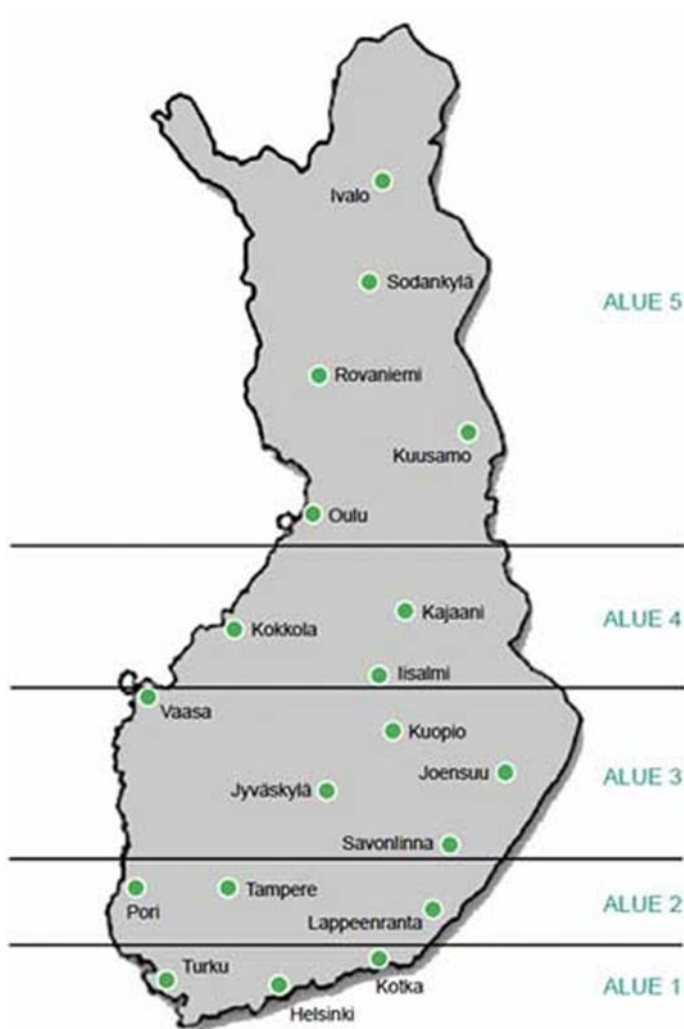 Ivalo
Sodankylä
ALUE 5
Rovaniemi
Kuusamo
Oulu
Kajaani
ALUE 4
Kokkola
Iisalmi
Vaasa
Kuopio
Joensuu
ALUE 3
Jyväskylä
Savonlinna
Tampere
Pori
ALUE 2
Lappeenranta
Turku
Kotka
ALUE 1
Helsinki